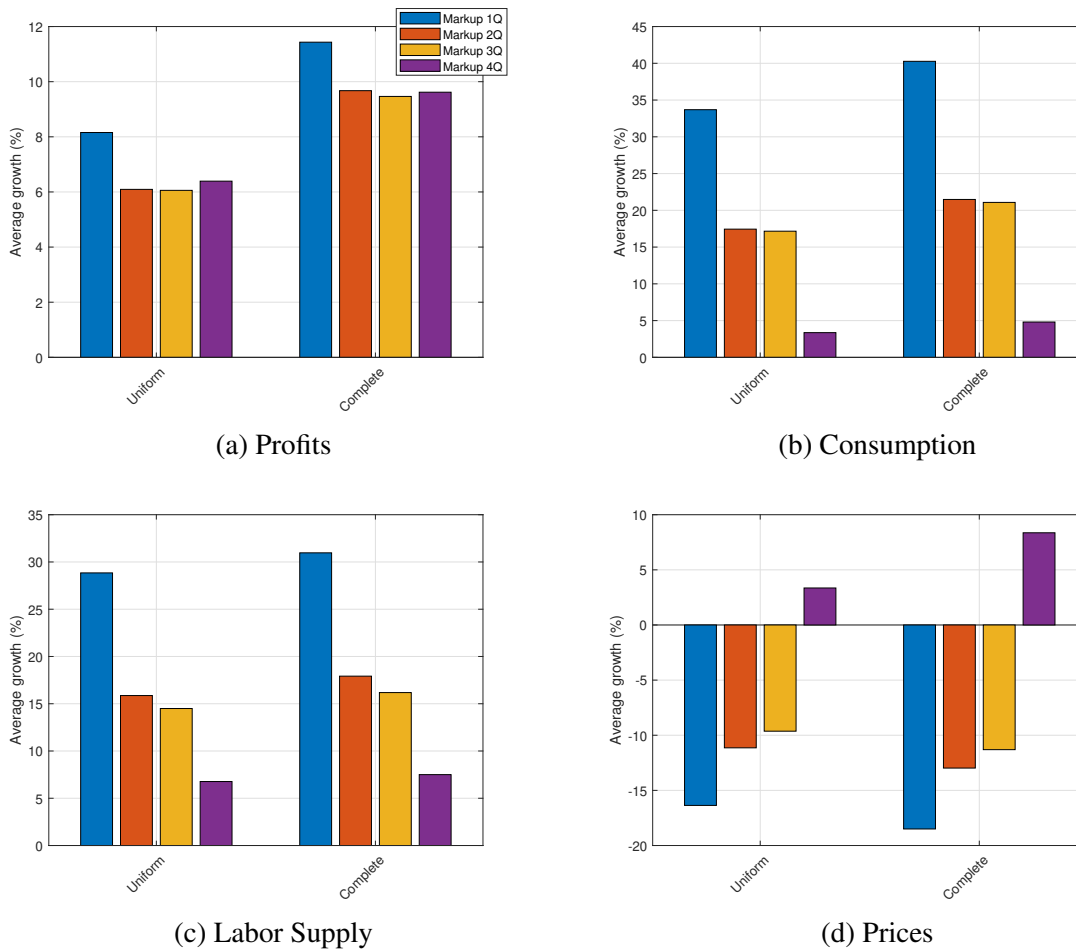 12
10
8
6
4
2
0
Average growth (%)
Markup 1Q
Markup 2Q
Markup 3Q
Markup 4Q
Uniform
Complete
(a) Profits
45
40
35
30
25
20
15
10
5
0
Average growth (%)
Uniform
Complete
(b) Consumption
35
30
25
20
15
10
5
0
Average growth (%)
Uniform
Complete
(c) Labor Supply
10
5
0
-5
-10
-15
-20
Average growth (%)
Uniform
Complete
(d) Prices